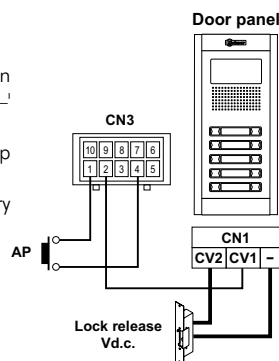 Door panel
n
_'
p
ry
CN3
10 9 8 7 6
1 2 3 4 5
AP
CN1
CV2 CV1 –
Lock release
Vd.c.